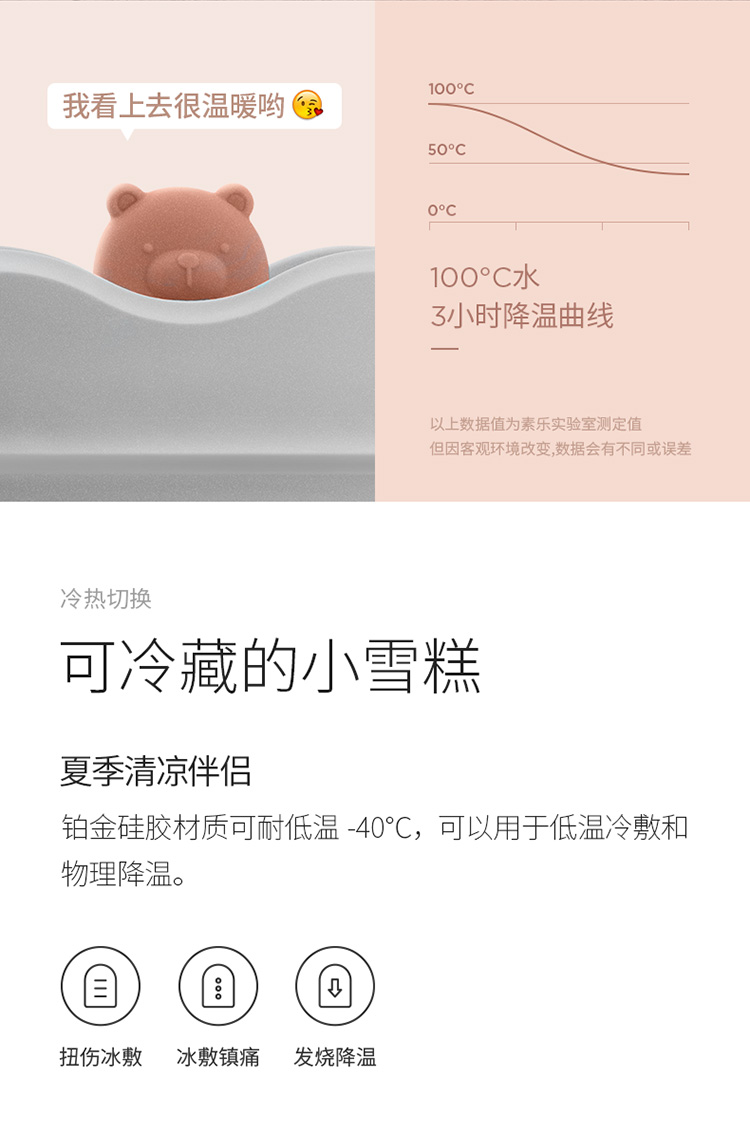 我看上去很温暖哟😘
100°C
50°C
0°C
100°C水
3小时降温曲线
以上数据值为素乐实验室测定值
但因客观环境改变,数据会有不同或误差
冷热切换
可冷藏的小雪糕
夏季清凉伴侣
铂金硅胶材质可耐低温 -40°C，可以用于低温冷敷和
物理降温。
扭伤冰敷
冰敷镇痛
发烧降温